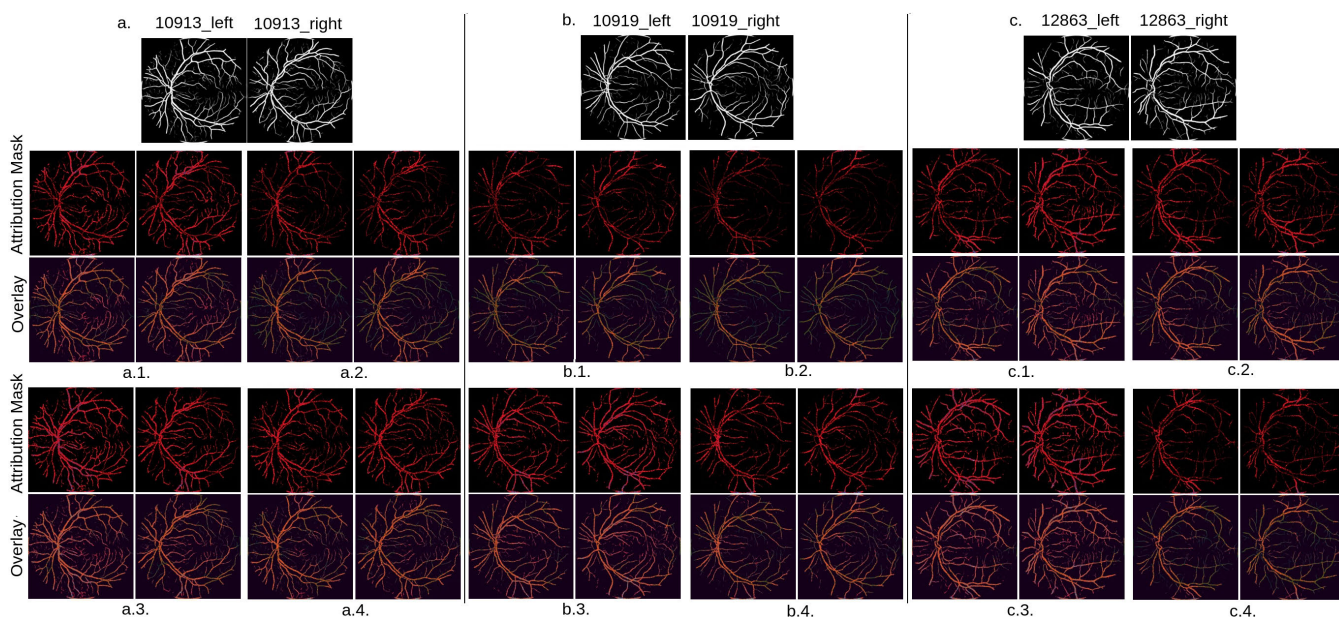 a. 10913_left 10913_right
b. 10919_left 10919_right
c. 12863_left 12863_right
Attribution Mask
Overlay
a.1. a.2. b.1. b.2. c.1. c.2.
Attribution Mask
Overlay
a.3. a.4. b.3. b.4. c.3. c.4.